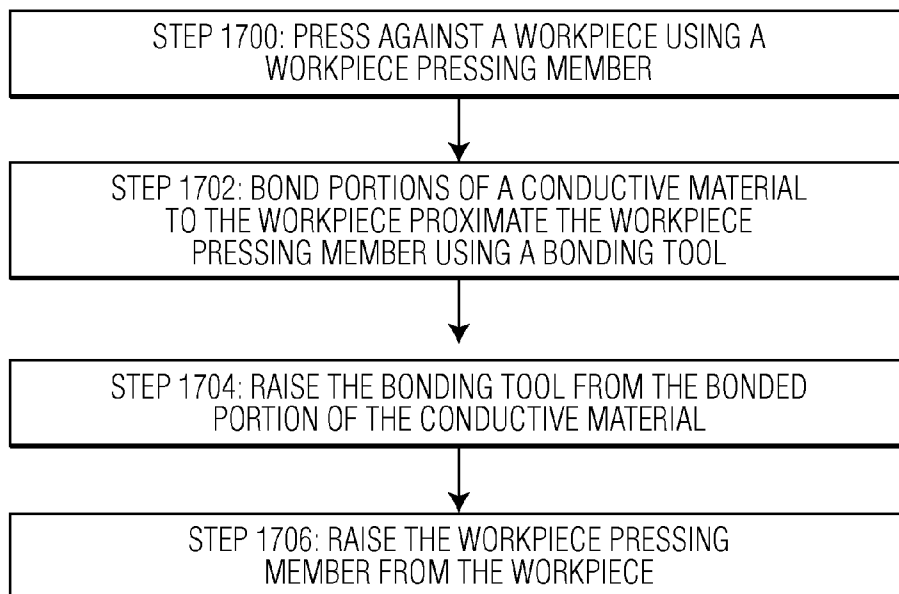 STEP 1700: PRESS AGAINST A WORKPIECE USING A
WORKPIECE PRESSING MEMBER
STEP 1702: BOND PORTIONS OF A CONDUCTIVE MATERIAL
TO THE WORKPIECE PROXIMATE THE WORKPIECE
PRESSING MEMBER USING A BONDING TOOL
STEP 1704: RAISE THE BONDING TOOL FROM THE BONDED
PORTION OF THE CONDUCTIVE MATERIAL
STEP 1706: RAISE THE WORKPIECE PRESSING
MEMBER FROM THE WORKPIECE